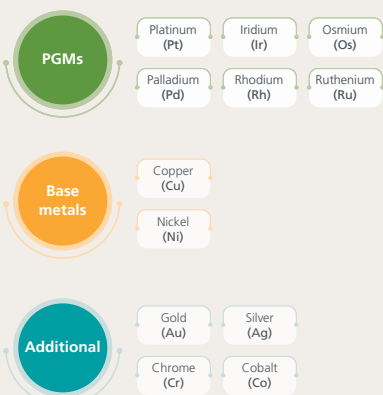 PGMs
Platinum
(Pt)
Iridium
(Ir)
Osmium
(Os)
Palladium
(Pd)
Rhodium
(Rh)
Ruthenium
(Ru)
Base
metals
Copper
(Cu)
Nickel
(Ni)
Additional
Gold
(Au)
Silver
(Ag)
Chrome
(Cr)
Cobalt
(Co)